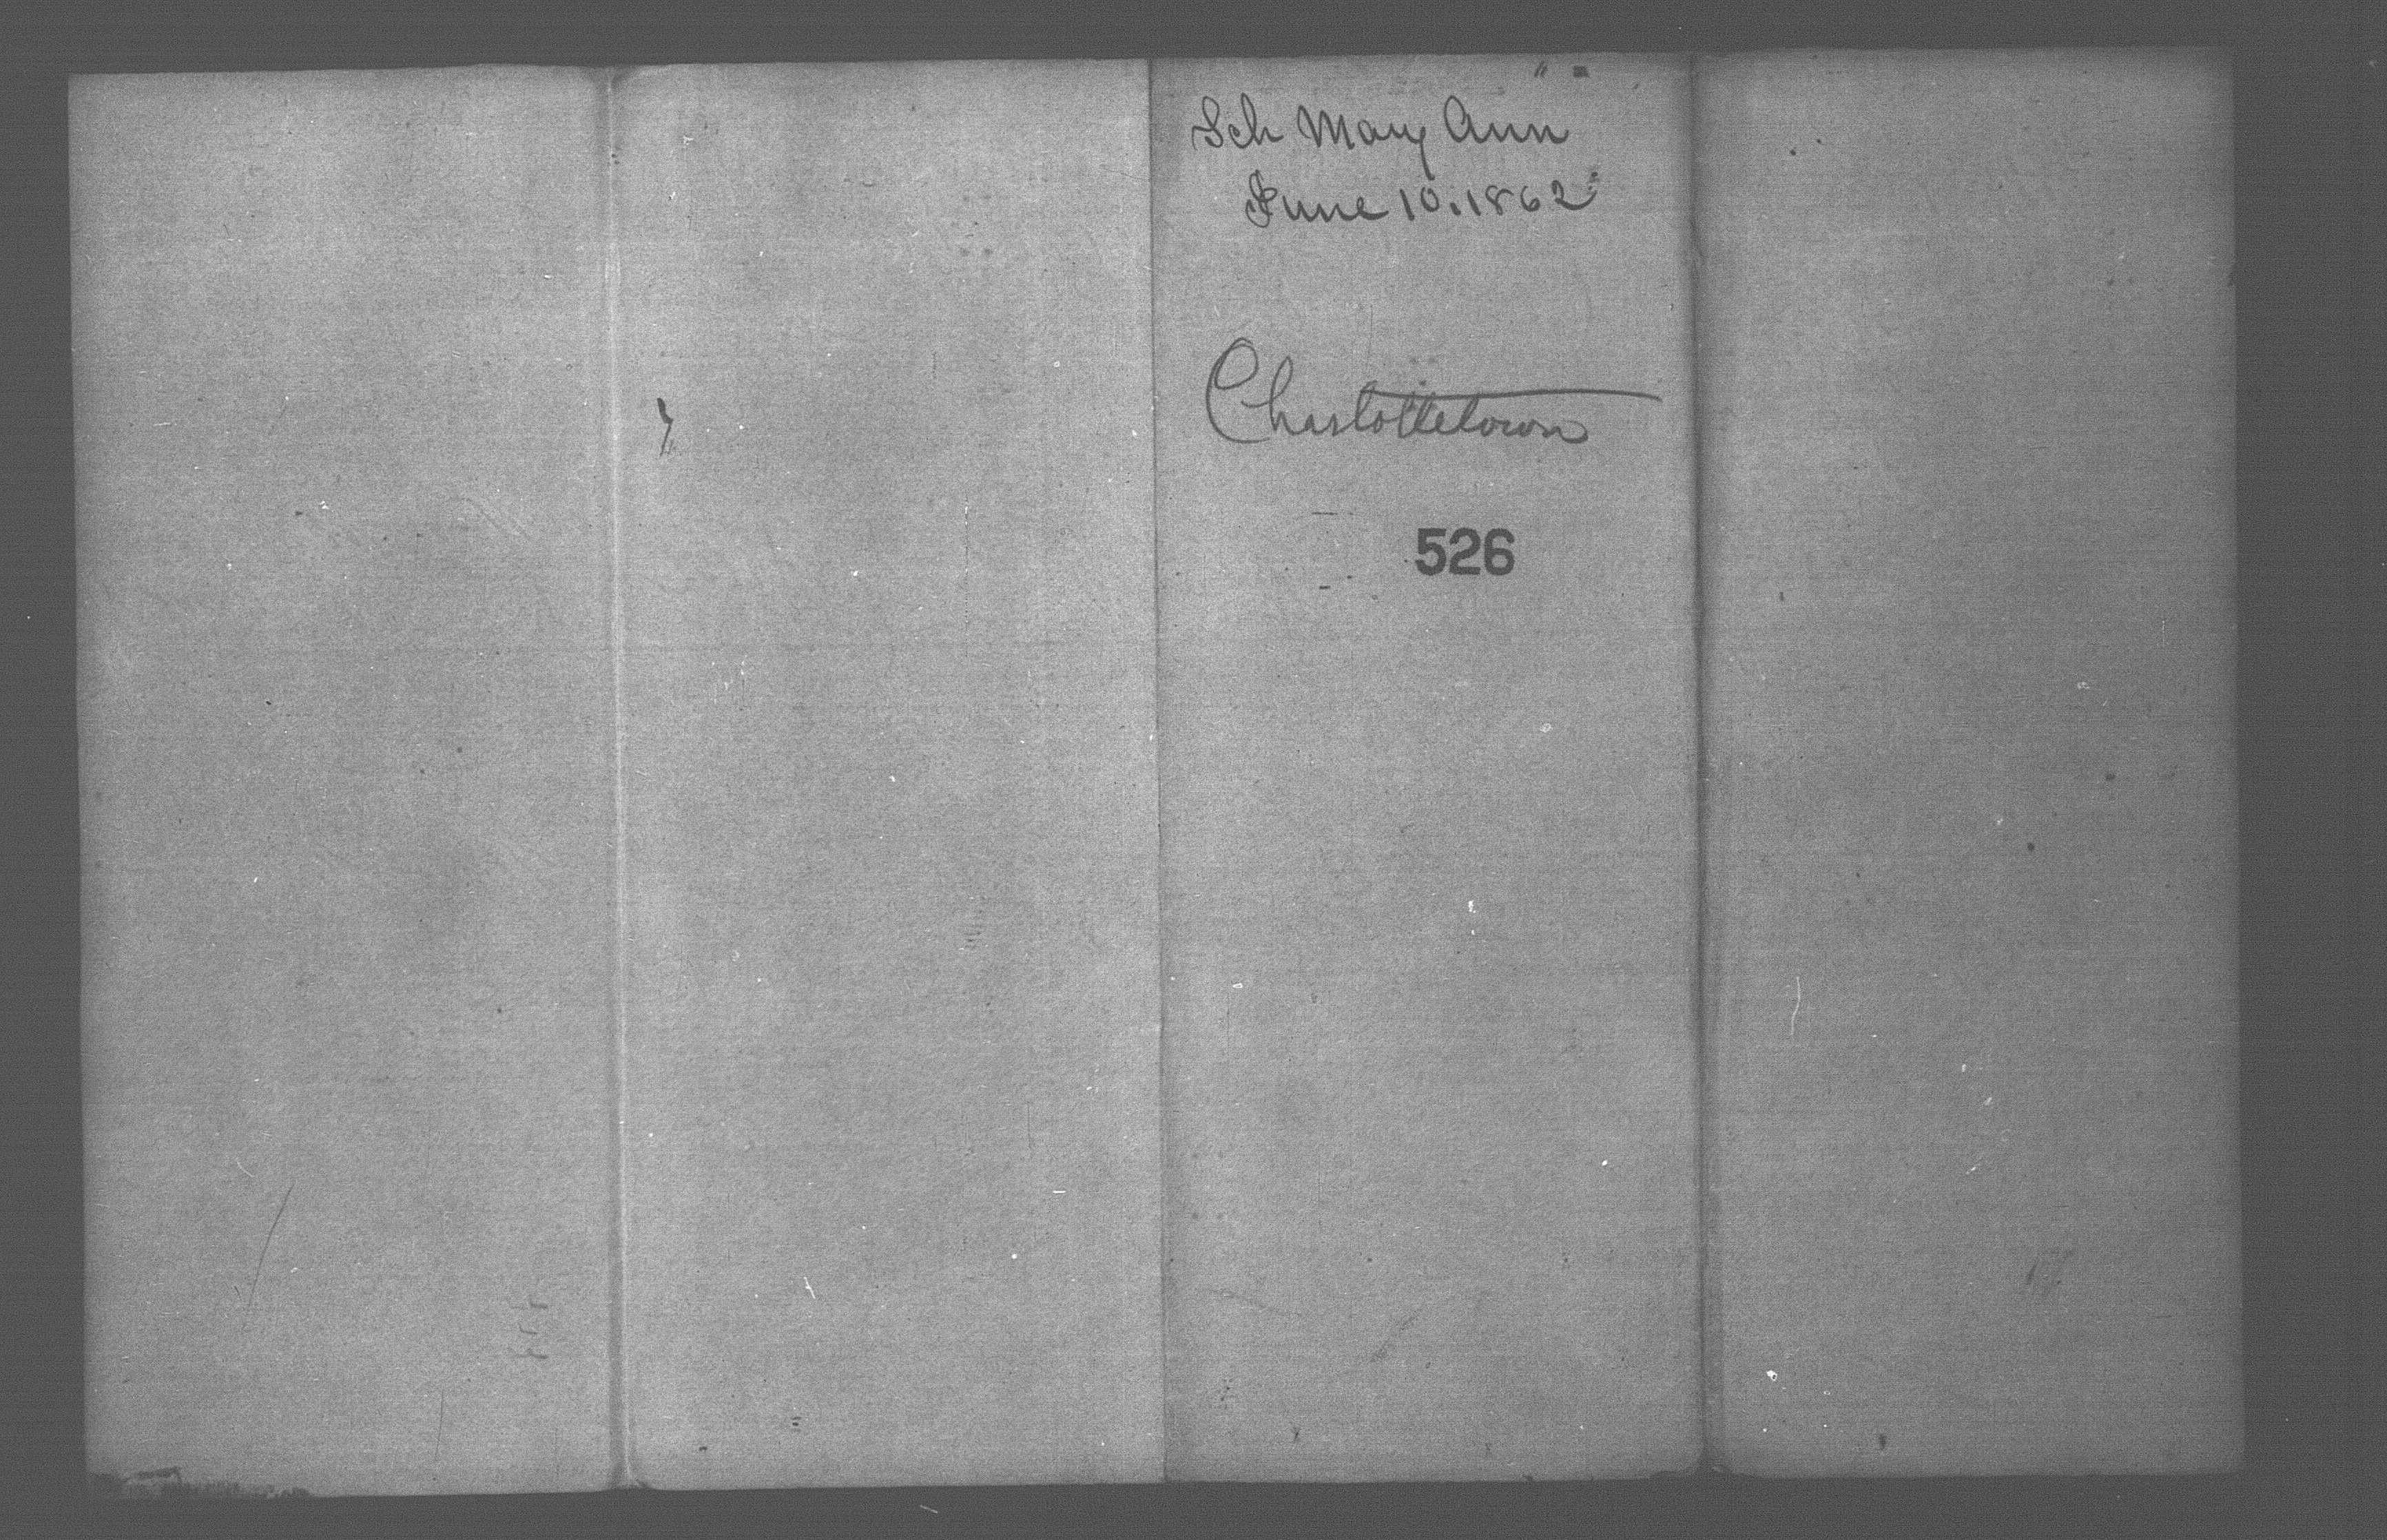 Sch Mary Ann
June 10.1862
Charlottetown
526